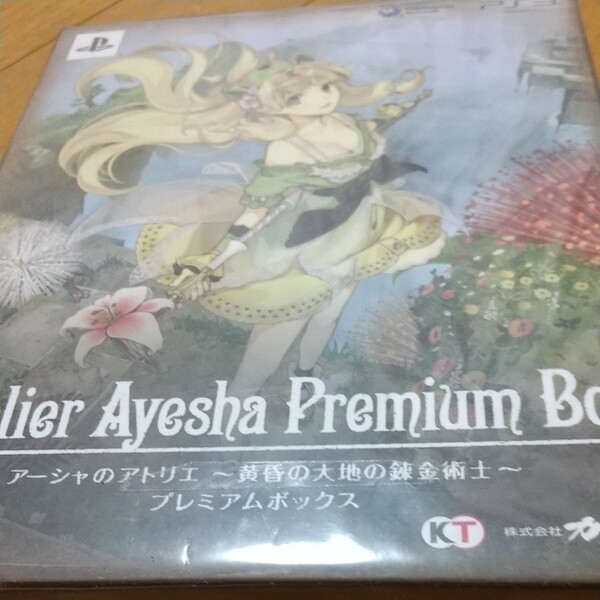 PS3
lier Ayesha Premium Bo
アーシャのアトリエ ～黄昏の大地の錬金術士～
プレミアムボックス
KT 株式会社